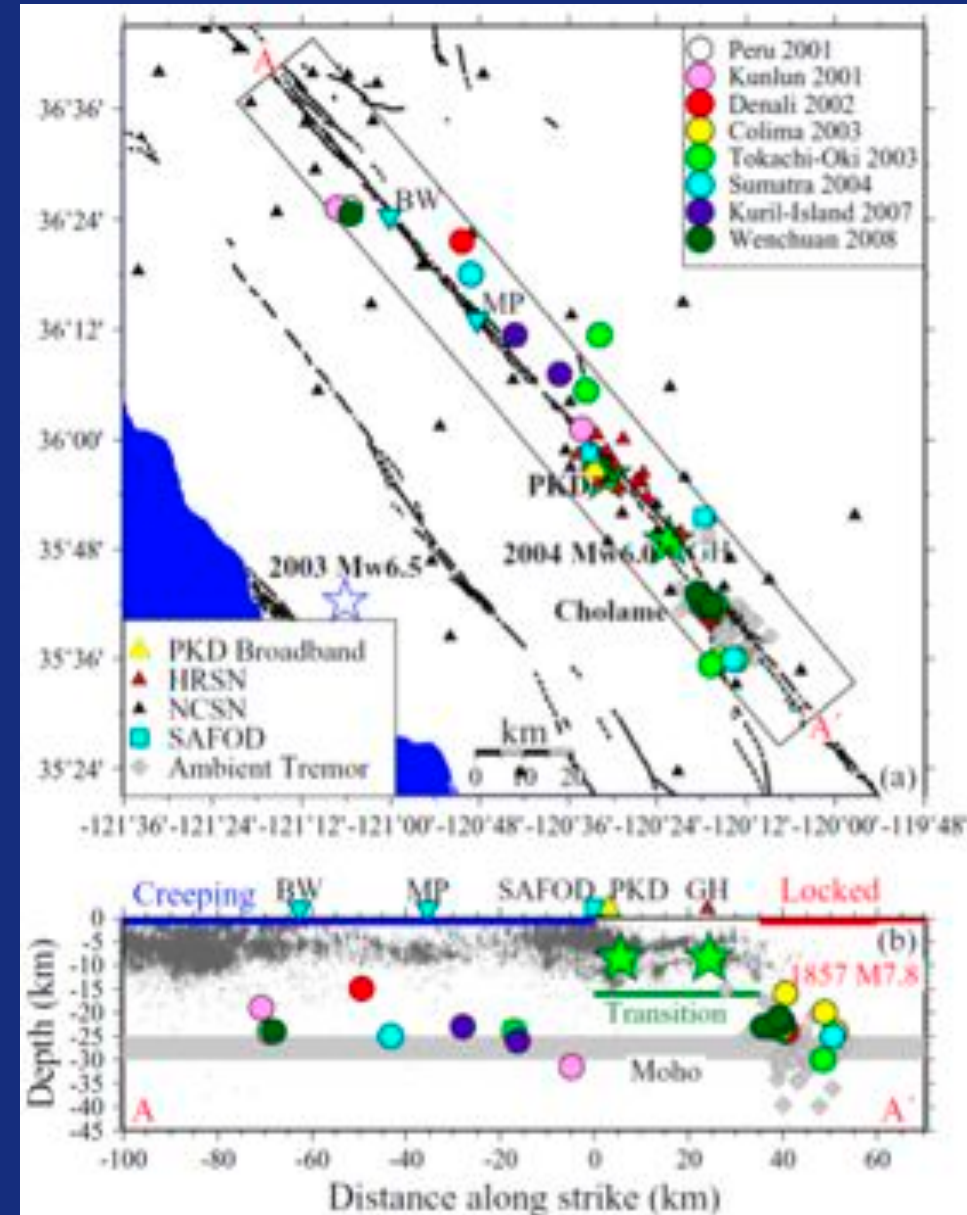 A
Peru 2001
Kunlun 2001
Denali 2002
Colima 2003
Tokachi-Oki 2003
Sumatra 2004
Kuril-Island 2007
Wenchuan 2008
36°36'
36°24'
36°12'
36°00'
35°48'
35°36'
35°24'
BW
MP
PKD
2004 Mw6.0
GH
2003 Mw6.5
Cholame
PKD Broadband
HRSN
NCSN
SAFOD
Ambient Tremor
km
0 10 20
A'
(a)
-121°36' -121°24' -121°12' -121°00' -120°48' -120°36' -120°24' -120°12' -120°00' -119°48'
Creeping BW MP SAFOD PKD GH Locked
0
-5
-10
-15
-20
-25
-30
-35
-40
-45
Depth (km)
(b)
1857 M7.8
Transition
Moho
A A'
-100 -80 -60 -40 -20 0 20 40 60
Distance along strike (km)